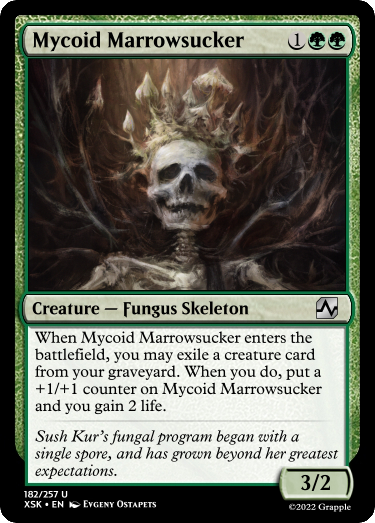 Mycoid Marrowsucker 1
Creature — Fungus Skeleton
When Mycoid Marrowsucker enters the
battlefield, you may exile a creature card
from your graveyard. When you do, put a
+1/+1 counter on Mycoid Marrowsucker
and you gain 2 life.
Sush Kur's fungal program began with a
single spore, and has grown beyond her greatest
expectations.
3/2
182/257 U
XSK • EN Evgeny Ostapets
©2022 Grapple